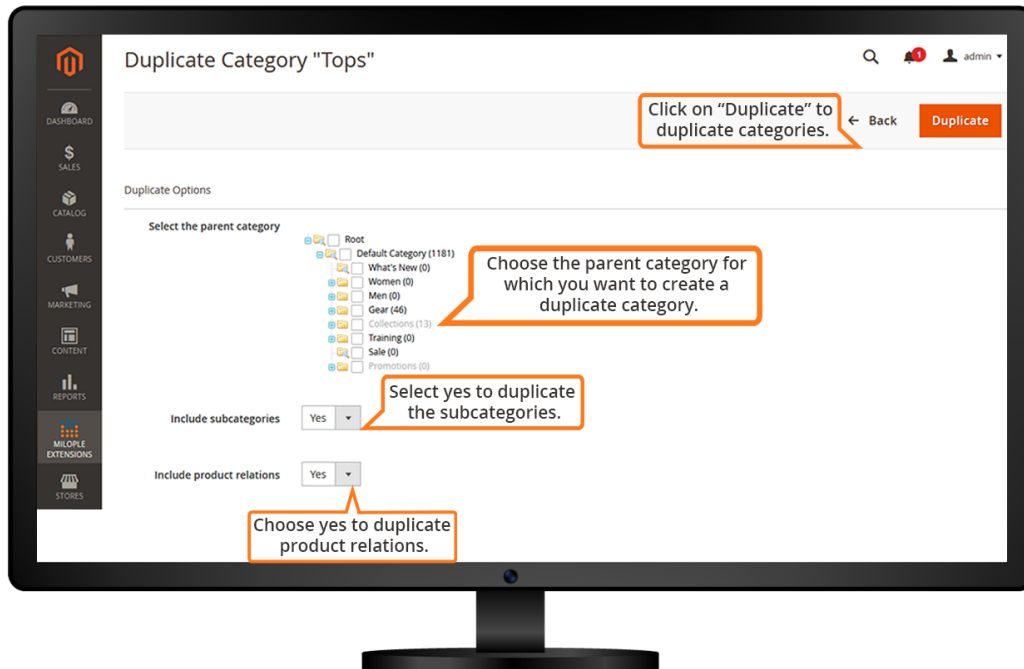 Duplicate Category "Tops"
1
admin
Click on “Duplicate” to
duplicate categories.
← Back
Duplicate
DASHBOARD
$
SALES
CATALOG
CUSTOMERS
MARKETING
CONTENT
REPORTS
MILOPLE
EXTENSIONS
STORES
Duplicate Options
Select the parent category
Root
Default Category (1181)
What's New (0)
Women (0)
Men (0)
Gear (46)
Collections (13)
Training (0)
Sale (0)
Promotions (0)
Choose the parent category for
which you want to create a
duplicate category.
Select yes to duplicate
the subcategories.
Include subcategories
Yes
Include product relations
Yes
Choose yes to duplicate
product relations.